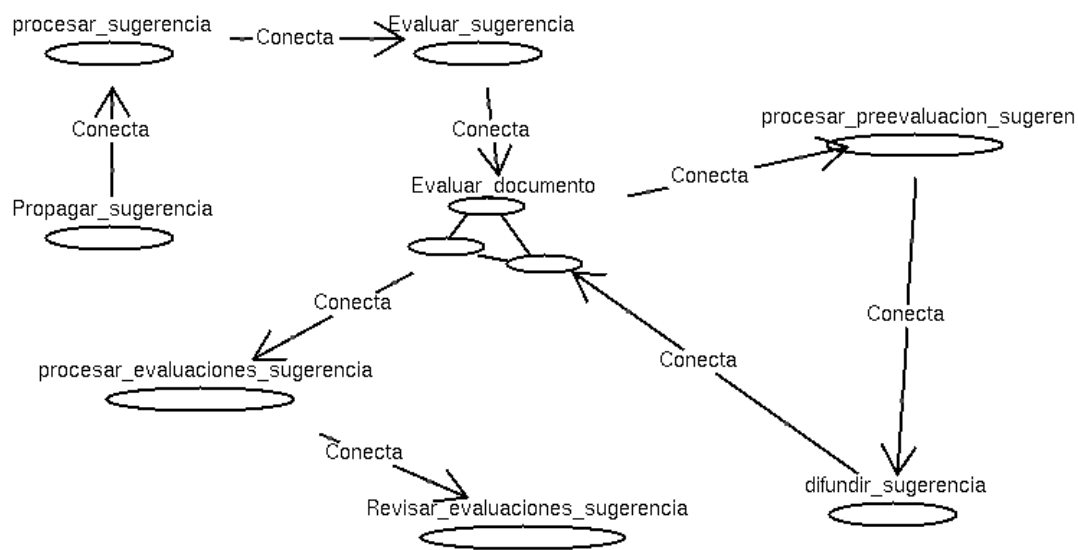 procesar_sugerencia
Evaluar_sugerencia
Conecta
procesar_preevaluacion_sugeren
Conecta
Conecta
Conecta
Evaluar_documento
Propagar_sugerencia
Conecta
Conecta
Conecta
procesar_evaluaciones_sugerencia
Conecta
difundir_sugerencia
Revisar_evaluaciones_sugerencia